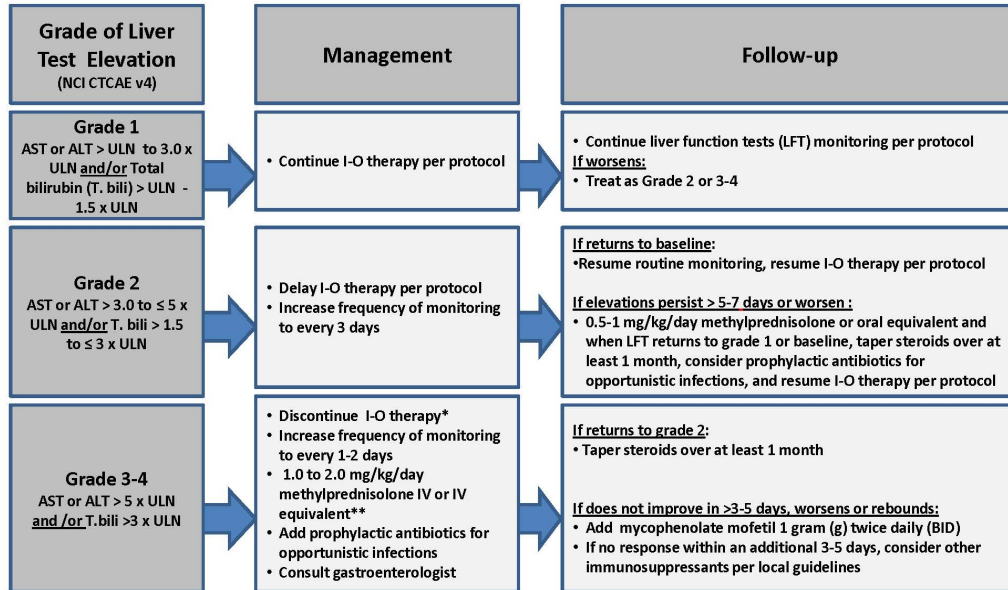 Grade of Liver
Test Elevation
(NCI CTCAE v4)
Management
Follow-up
Grade 1
AST or ALT > ULN to 3.0 x
ULN and/or Total
bilirubin (T. bili) > ULN -
1.5 x ULN
• Continue I-O therapy per protocol
• Continue liver function tests (LFT) monitoring per protocol
If worsens:
• Treat as Grade 2 or 3-4
Grade 2
AST or ALT > 3.0 to ≤ 5 x
ULN and/or T. bili > 1.5
to ≤ 3 x ULN
• Delay I-O therapy per protocol
• Increase frequency of monitoring
to every 3 days
If returns to baseline:
•Resume routine monitoring, resume I-O therapy per protocol
If elevations persist > 5-7 days or worsen :
• 0.5-1 mg/kg/day methylprednisolone or oral equivalent and
when LFT returns to grade 1 or baseline, taper steroids over at
least 1 month, consider prophylactic antibiotics for
opportunistic infections, and resume I-O therapy per protocol
Grade 3-4
AST or ALT > 5 x ULN
and /or T.bili >3 x ULN
• Discontinue I-O therapy*
• Increase frequency of monitoring
to every 1-2 days
• 1.0 to 2.0 mg/kg/day
methylprednisolone IV or IV
equivalent**
• Add prophylactic antibiotics for
opportunistic infections
• Consult gastroenterologist
If returns to grade 2:
• Taper steroids over at least 1 month
If does not improve in >3-5 days, worsens or rebounds:
• Add mycophenolate mofetil 1 gram (g) twice daily (BID)
• If no response within an additional 3-5 days, consider other
immunosuppressants per local guidelines